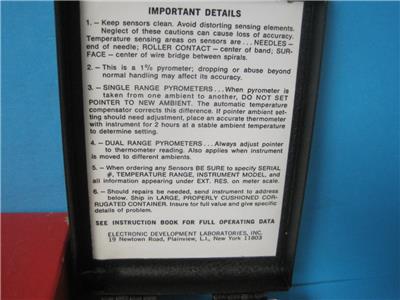 IMPORTANT DETAILS
1. – Keep sensors clean. Avoid distorting sensing elements.
Neglect of these cautions can cause loss of accuracy.
Temperature sensing areas on sensors are ... NEEDLES –
end of needle; ROLLER CONTACT – center of band; SUR-
FACE – center of wire bridge between spirals.
2. – This is a 1% pyrometer; dropping or abuse beyond
normal handling may affect its accuracy.
3. – SINGLE RANGE PYROMETERS...When pyrometer is
taken from one ambient to another, DO NOT SET
POINTER TO NEW AMBIENT. The automatic temperature
compensator corrects this difference. If pointer ambient set-
ting should need adjustment, place an accurate thermometer
with instrument for 2 hours at a stable ambient temperature
to determine setting.
4. – DUAL RANGE PYROMETERS...Always adjust pointer
to thermometer reading. Also applies when instrument
is moved to different ambients.
5. – When ordering any Sensors BE SURE to specify SERIAL
#, TEMPERATURE RANGE, INSTRUMENT MODEL, and
all information appearing under EXT. RES. on meter scale.
6. – Should repairs be needed, send instrument to address
below. Ship in LARGE, PROPERLY CUSHIONED COR-
RUGATED CONTAINER. Insure for full value and give specific
details of problem.
SEE INSTRUCTION BOOK FOR FULL OPERATING DATA
ELECTRONIC DEVELOPMENT LABORATORIES, INC.
19 Newtown Road, Plainview, L.I., New York 11803